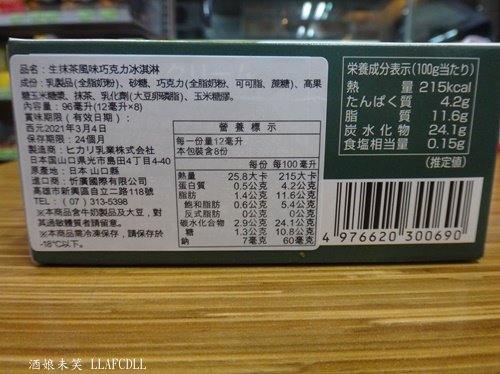 品名：生抹茶風味巧克力冰淇淋
成份：乳製品(全脂奶粉)、砂糖、巧克力(全脂奶粉、可可脂、蔗糖)、高果
糖玉米糖漿、抹茶、乳化劑(大豆卵磷脂)、玉米糖膠。
內容量：96毫升(12毫升×8)
賞味期限(有效日期)：
西元2021年3月4日
保存期限：24個月
製造商：ヒカリ乳業株式会社
日本国山口県光市島田4丁目4-40
原產地：日本 山口縣
進口商：忻廣國際有限公司
高雄市新興區自立二路118號
TEL：(07) 313-5398
※本商品含牛奶製品及大豆，對
其過敏體質者請留意。
※本商品需冷凍保存，請保存於
-18℃以下。
營養標示
每一份量12毫升
本包裝含8份
每份 每100毫升
熱量 25.8大卡 215大卡
蛋白質 0.5公克 4.2公克
脂肪 1.4公克 11.6公克
飽和脂肪 0.6公克 5.4公克
反式脂肪 0公克 0公克
碳水化合物 2.9公克 24.1公克
糖 1.3公克 10.8公克
鈉 7毫克 60毫克
栄養成分表示(100g当たり)
熱量 215kcal
たんぱく質 4.2g
脂質 11.6g
炭水化物 24.1g
食塩相当量 0.15g
(推定値)
4 976620 300690
酒娘未笑 LLAFCDLL